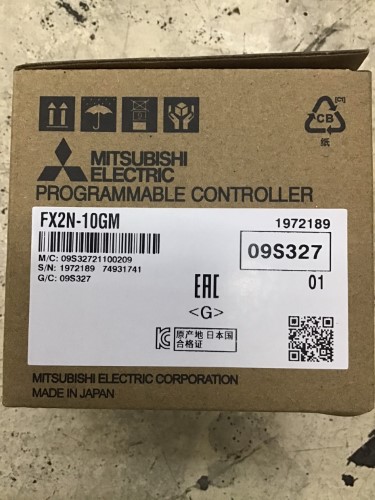 CB
纸
MITSUBISHI
ELECTRIC
PROGRAMMABLE CONTROLLER
FX2N-10GM
1972189
M/C: 09S32721100209
S/N: 1972189 74931741
G/C: 09S327
09S327
01
EAC
<G>
原产地 日本国
合格证
MITSUBISHI ELECTRIC CORPORATION
MADE IN JAPAN